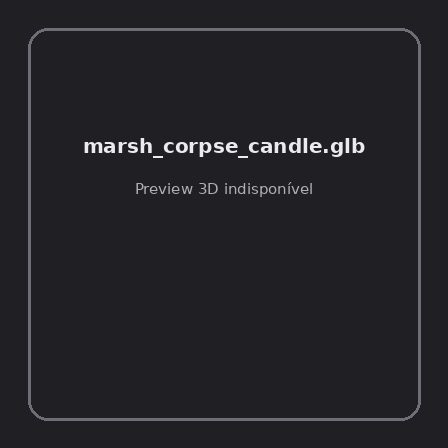 marsh_corpse_candle.glb
Preview 3D indisponível